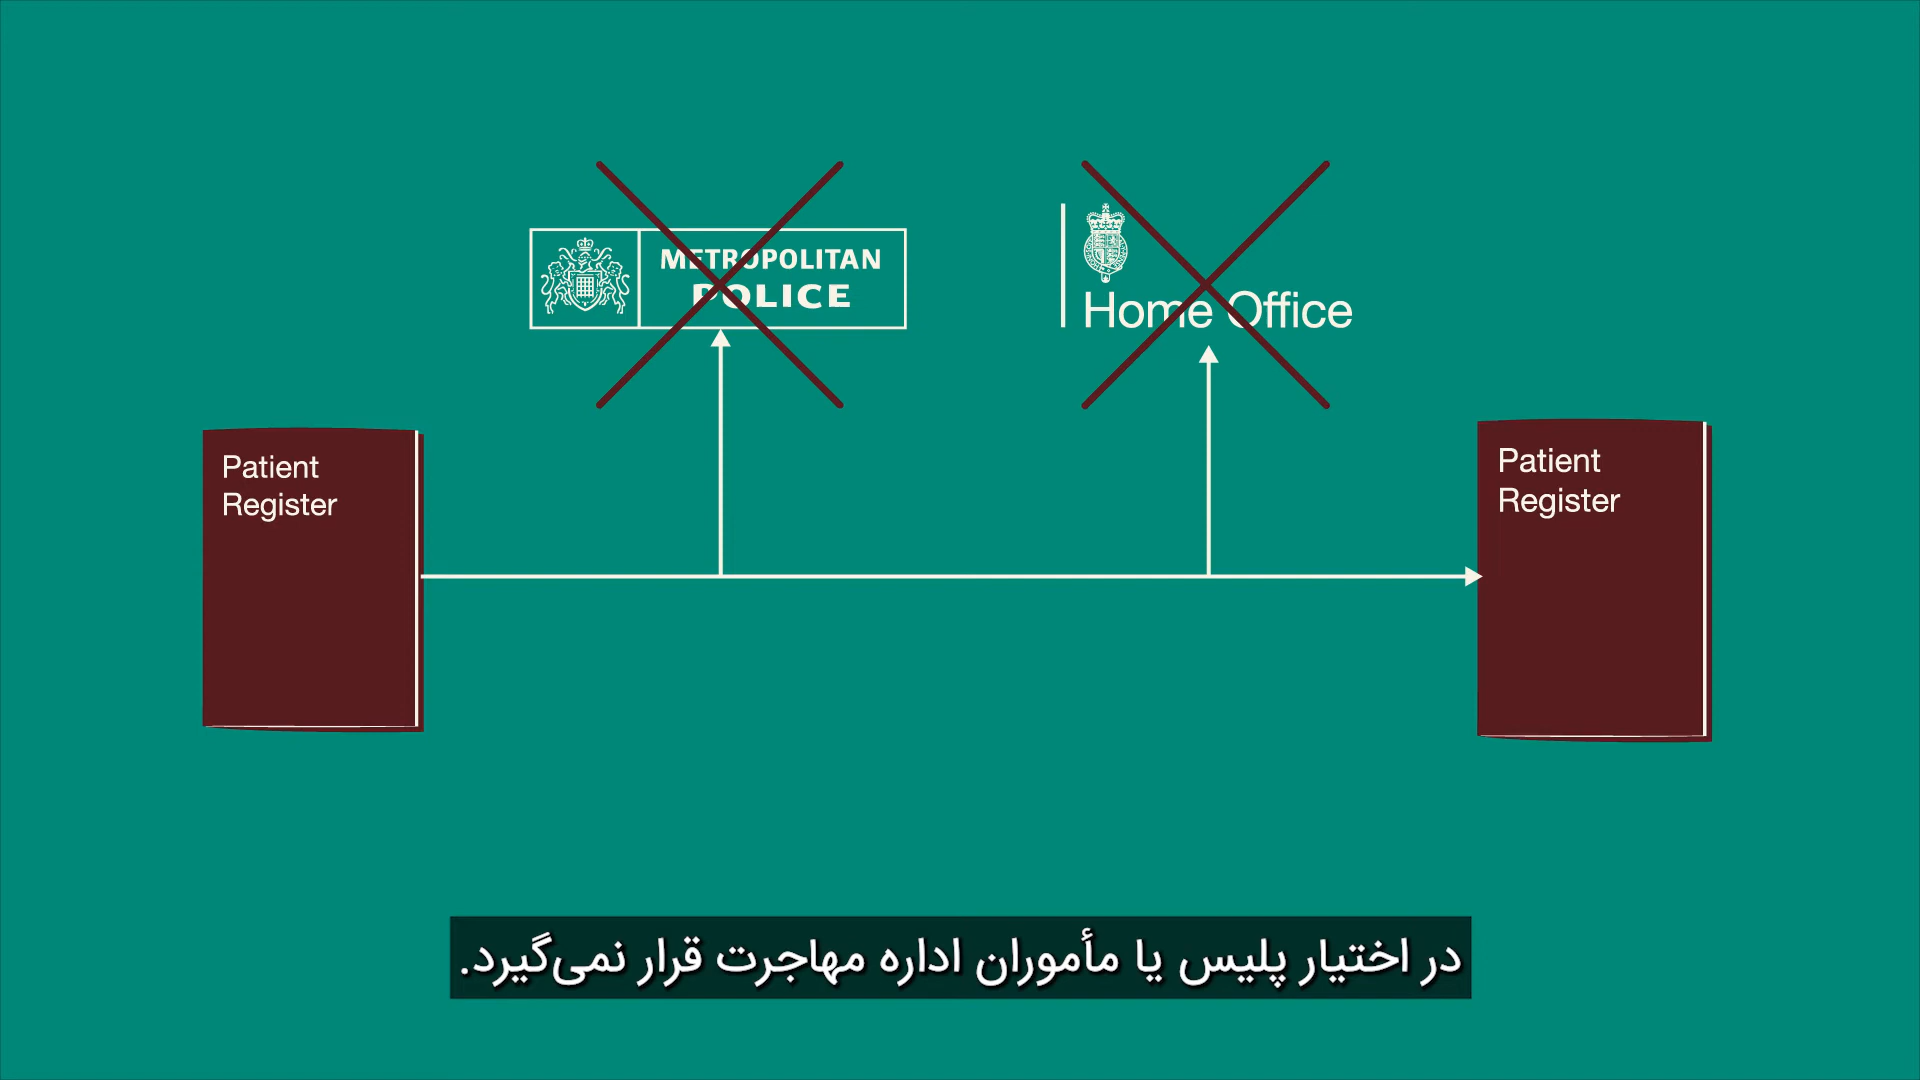 METROPOLITAN
POLICE
Home Office
Patient
Register
Patient
Register
در اختیار پلیس یا مأموران اداره مهاجرت قرار نمی‌گیرد.